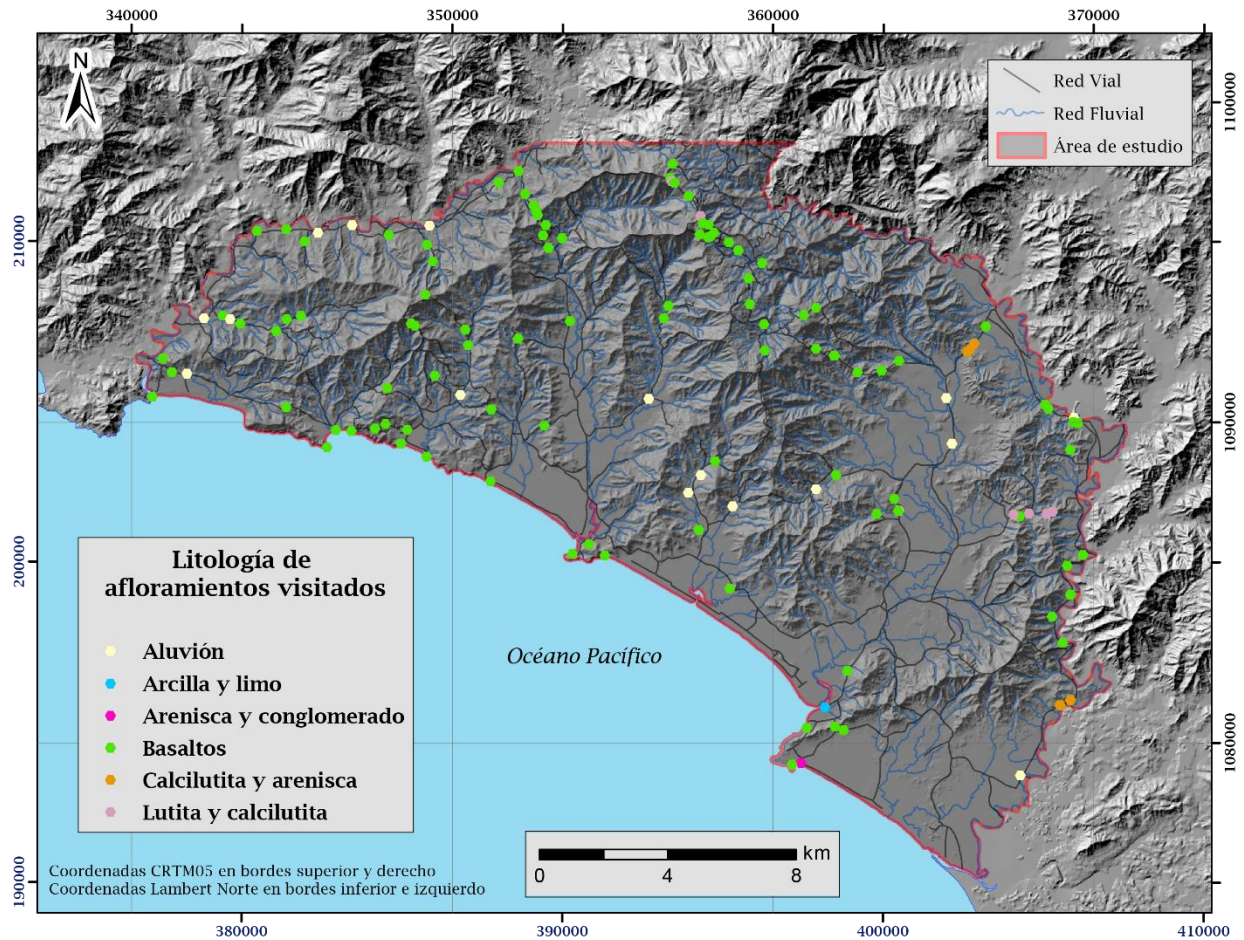 340000
350000
360000
370000
N
Red Vial
Red Fluvial
Área de estudio
1100000
210000
1090000
200000
Litología de
afloramientos visitados
Aluvión
Arcilla y limo
Arenisca y conglomerado
Basaltos
Calcilutita y arenisca
Lutita y calcilutita
Océano Pacífico
1080000
km
0
4
8
Coordenadas CRTM05 en bordes superior y derecho
Coordenadas Lambert Norte en bordes inferior e izquierdo
190000
380000
390000
400000
410000